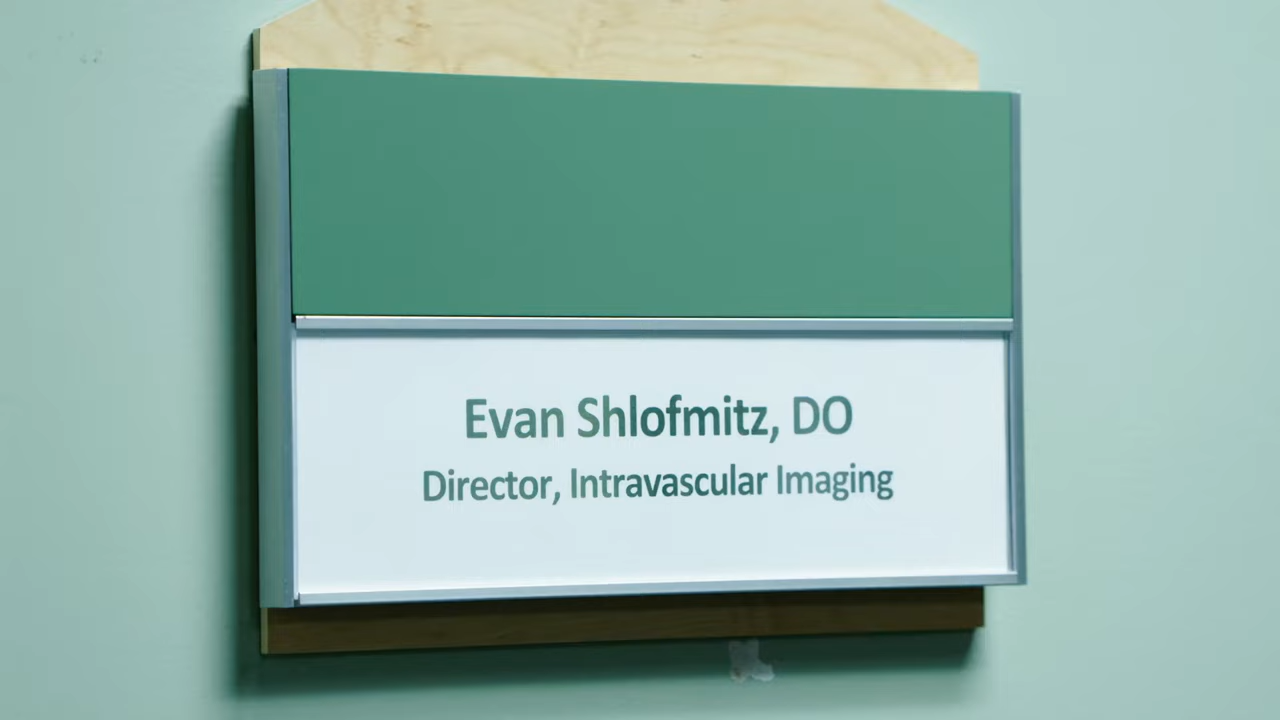 Evan Shlofmitz, DO
Director, Intravascular Imaging